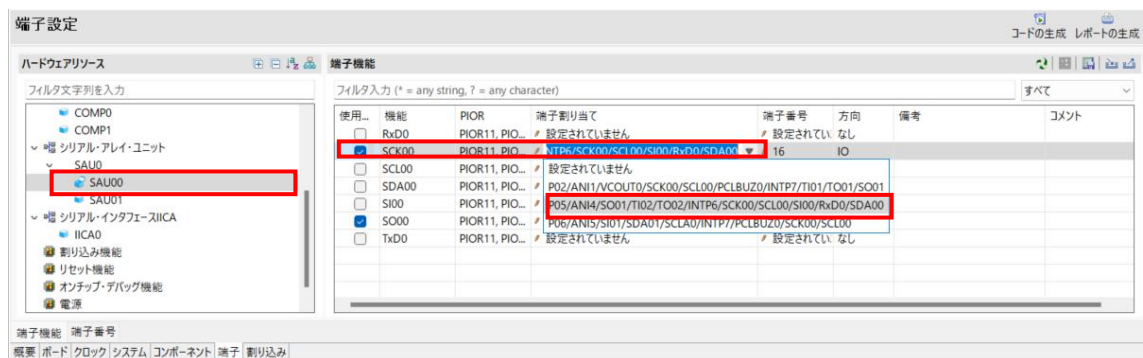 端子設定
コードの生成 レポートの生成
ハードウェアリソース
フィルタ文字列を入力
COMP0
COMP1
シリアル・アレイ・ユニット
SAU0
SAU00
SAU01
シリアル・インタフェースIICA
IICA0
割り込み機能
リセット機能
オンチップ・デバッグ機能
電源
端子機能
フィルタ入力 (* = any string, ? = any character) すべて
使用... 機能 PIOR 端子割り当て 端子番号 方向 備考 コメント
RxD0 PIOR11, PIO... 設定されていません 設定されてい なし
SCK00 PIOR11, PIO... NTP6/SCK00/SCL00/SI00/RxD0/SDA00 16 IO
SCL00 PIOR11, PIO... 設定されていません
SDA00 PIOR11, PIO... P02/ANI1/VCOUT0/SCK00/SCL00/PCLBUZ0/INTP7/TI01/TO01/SO01
SI00 PIOR11, PIO... P05/ANI4/SO01/TI02/TO02/INTP6/SCK00/SCL00/SI00/RxD0/SDA00
SO00 PIOR11, PIO... P06/ANI5/SI01/SDA01/SCLA0/INTP7/PCLBUZ0/SCK00/SCL00
TxD0 PIOR11, PIO... 設定されていません 設定されてい なし
端子機能 端子番号
概要 ボード クロック システム コンポーネント 端子 割り込み